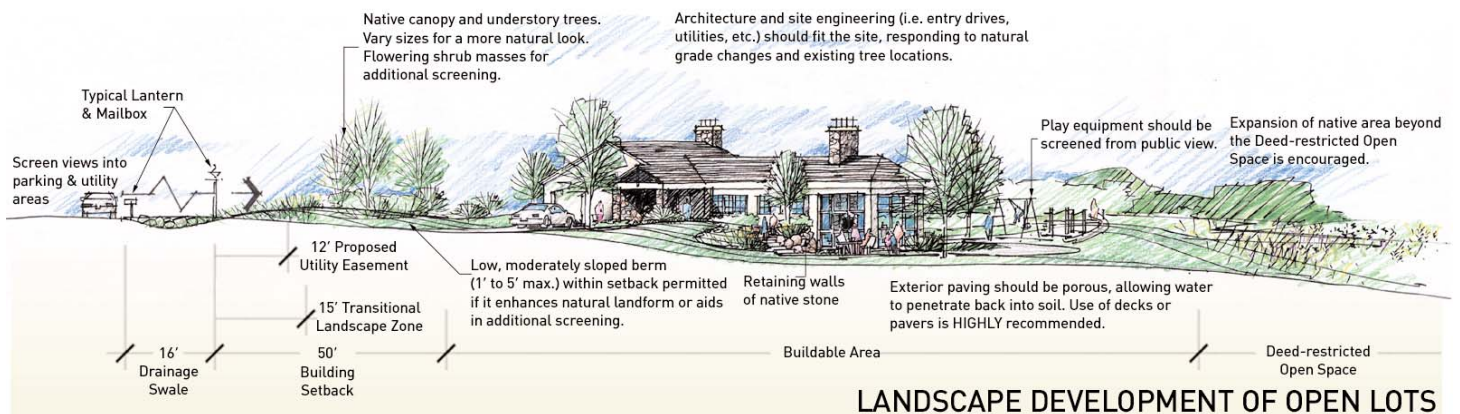 Native canopy and understory trees.
Vary sizes for a more natural look.
Flowering shrub masses for
additional screening.
Architecture and site engineering (i.e. entry drives,
utilities, etc.) should fit the site, responding to natural
grade changes and existing tree locations.
Typical Lantern
& Mailbox
Screen views into
parking & utility
areas
Play equipment should be
screened from public view.
Expansion of native area beyond
the Deed-restricted Open
Space is encouraged.
12’ Proposed
Utility Easement
15’ Transitional
Landscape Zone
Low, moderately sloped berm
(1’ to 5’ max.) within setback permitted
if it enhances natural landform or aids
in additional screening.
Retaining walls
of native stone
Exterior paving should be porous, allowing water
to penetrate back into soil. Use of decks or
pavers is HIGHLY recommended.
16’
Drainage
Swale
50’
Building
Setback
Buildable Area
Deed-restricted
Open Space
LANDSCAPE DEVELOPMENT OF OPEN LOTS